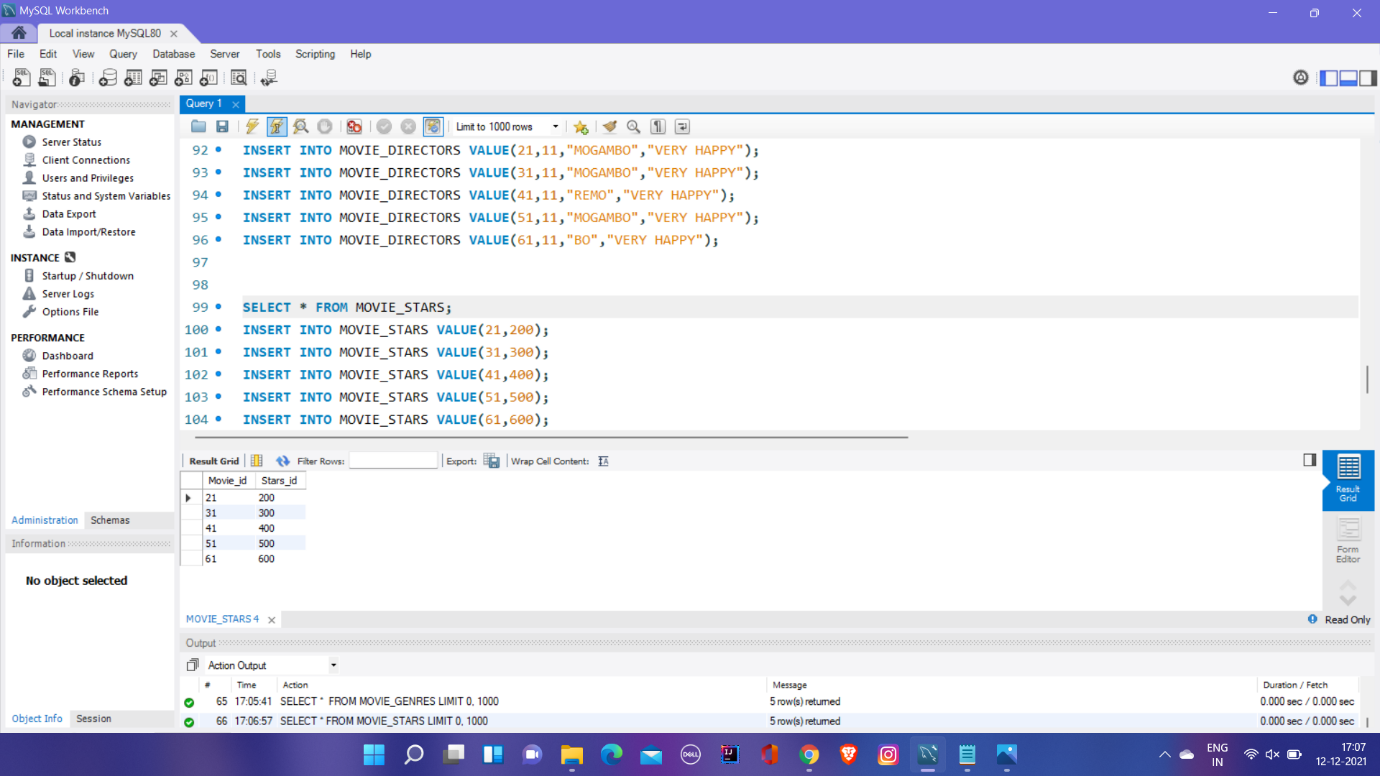 MySQL Workbench
Local instance MySQL80
File Edit View Query Database Server Tools Scripting Help
Navigator
MANAGEMENT
Server Status
Client Connections
Users and Privileges
Status and System Variables
Data Export
Data Import/Restore
INSTANCE
Startup / Shutdown
Server Logs
Options File
PERFORMANCE
Dashboard
Performance Reports
Performance Schema Setup
Administration Schemas
Information
No object selected
Object Info Session
Query 1
Limit to 1000 rows
92 INSERT INTO MOVIE_DIRECTORS VALUE(21,11,"MOGAMBO","VERY HAPPY");
93 INSERT INTO MOVIE_DIRECTORS VALUE(31,11,"MOGAMBO","VERY HAPPY");
94 INSERT INTO MOVIE_DIRECTORS VALUE(41,11,"REMO","VERY HAPPY");
95 INSERT INTO MOVIE_DIRECTORS VALUE(51,11,"MOGAMBO","VERY HAPPY");
96 INSERT INTO MOVIE_DIRECTORS VALUE(61,11,"BO","VERY HAPPY");
97
98
99 SELECT * FROM MOVIE_STARS;
100 INSERT INTO MOVIE_STARS VALUE(21,200);
101 INSERT INTO MOVIE_STARS VALUE(31,300);
102 INSERT INTO MOVIE_STARS VALUE(41,400);
103 INSERT INTO MOVIE_STARS VALUE(51,500);
104 INSERT INTO MOVIE_STARS VALUE(61,600);
Result Grid Filter Rows: Export: Wrap Cell Content:
Movie_id Stars_id
21 200
31 300
41 400
51 500
61 600
Result
Grid
Form
Editor
MOVIE_STARS 4
Read Only
Output
Action Output
# Time Action Message Duration / Fetch
65 17:05:41 SELECT * FROM MOVIE_GENRES LIMIT 0, 1000 5 row(s) returned 0.000 sec / 0.000 sec
66 17:06:57 SELECT * FROM MOVIE_STARS LIMIT 0, 1000 5 row(s) returned 0.000 sec / 0.000 sec
DELL
ENG
IN
17:07
12-12-2021